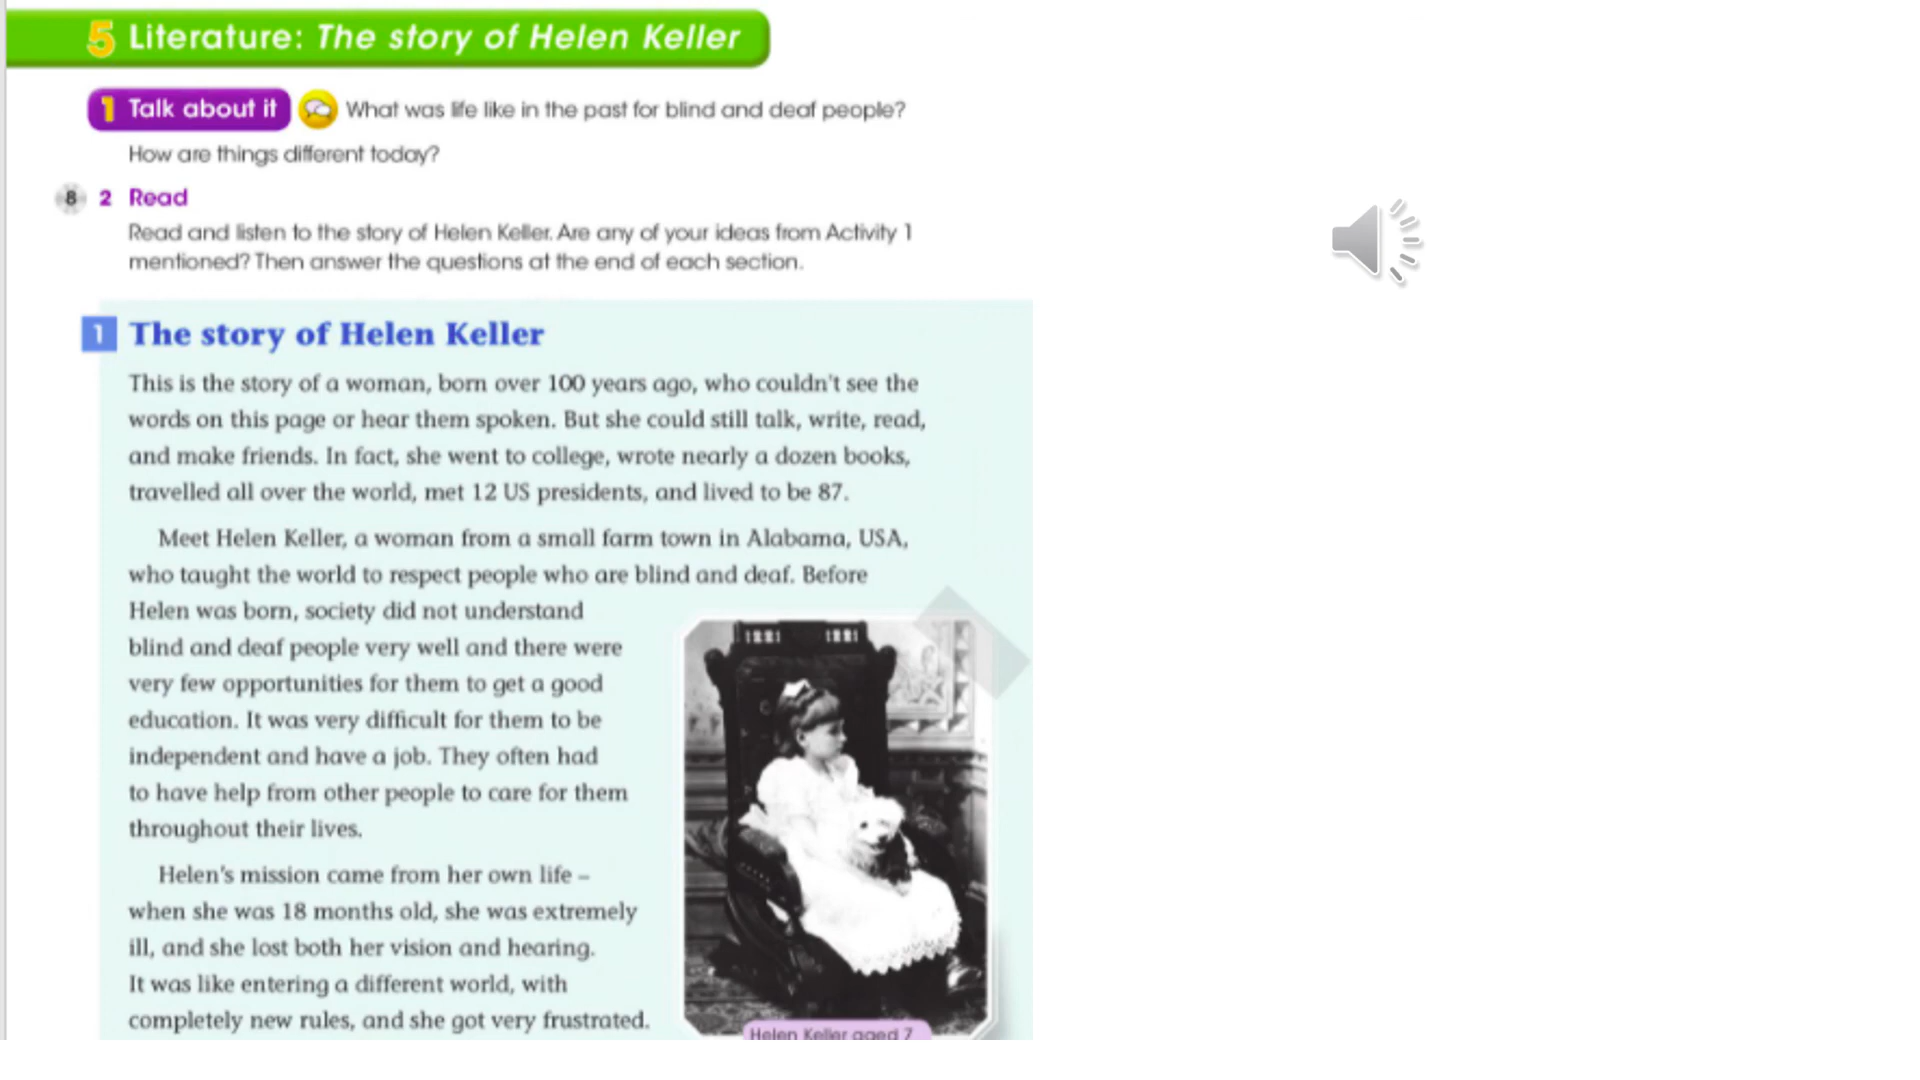 5 Literature: The story of Helen Keller
1 Talk about it What was life like in the past for blind and deaf people?
How are things different today?
8 2 Read
Read and listen to the story of Helen Keller. Are any of your ideas from Activity 1
mentioned? Then answer the questions at the end of each section.
1 The story of Helen Keller
This is the story of a woman, born over 100 years ago, who couldn't see the
words on this page or hear them spoken. But she could still talk, write, read,
and make friends. In fact, she went to college, wrote nearly a dozen books,
travelled all over the world, met 12 US presidents, and lived to be 87.
Meet Helen Keller, a woman from a small farm town in Alabama, USA,
who taught the world to respect people who are blind and deaf. Before
Helen was born, society did not understand
blind and deaf people very well and there were
very few opportunities for them to get a good
education. It was very difficult for them to be
independent and have a job. They often had
to have help from other people to care for them
throughout their lives.
Helen's mission came from her own life –
when she was 18 months old, she was extremely
ill, and she lost both her vision and hearing.
It was like entering a different world, with
completely new rules, and she got very frustrated.
Helen Keller aged 7